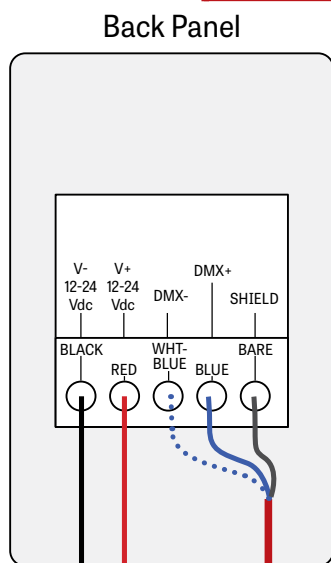 Back Panel
V-
12-24
Vdc
V+
12-24
Vdc
DMX-
DMX+
SHIELD
BLACK
RED
WHT-
BLUE
BLUE
BARE